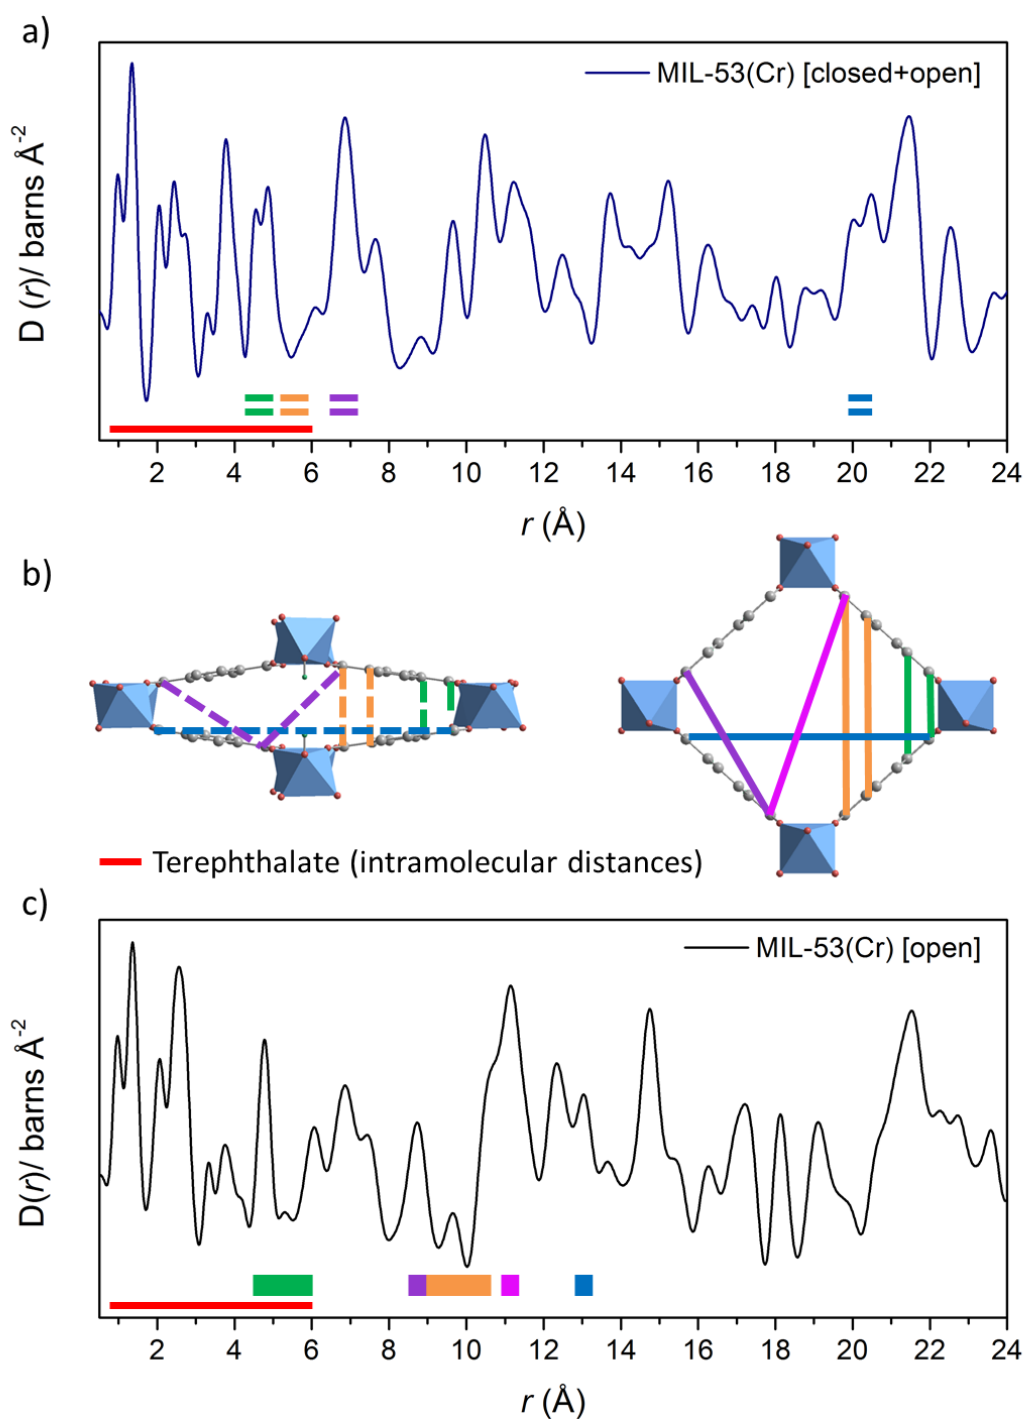 a)
MIL-53(Cr) [closed+open]
D (r)/ barns Å-2
2 4 6 8 10 12 14 16 18 20 22 24
r (Å)
b)
Terephthalate (intramolecular distances)
c)
MIL-53(Cr) [open]
D(r)/ barns Å-2
2 4 6 8 10 12 14 16 18 20 22 24
r (Å)